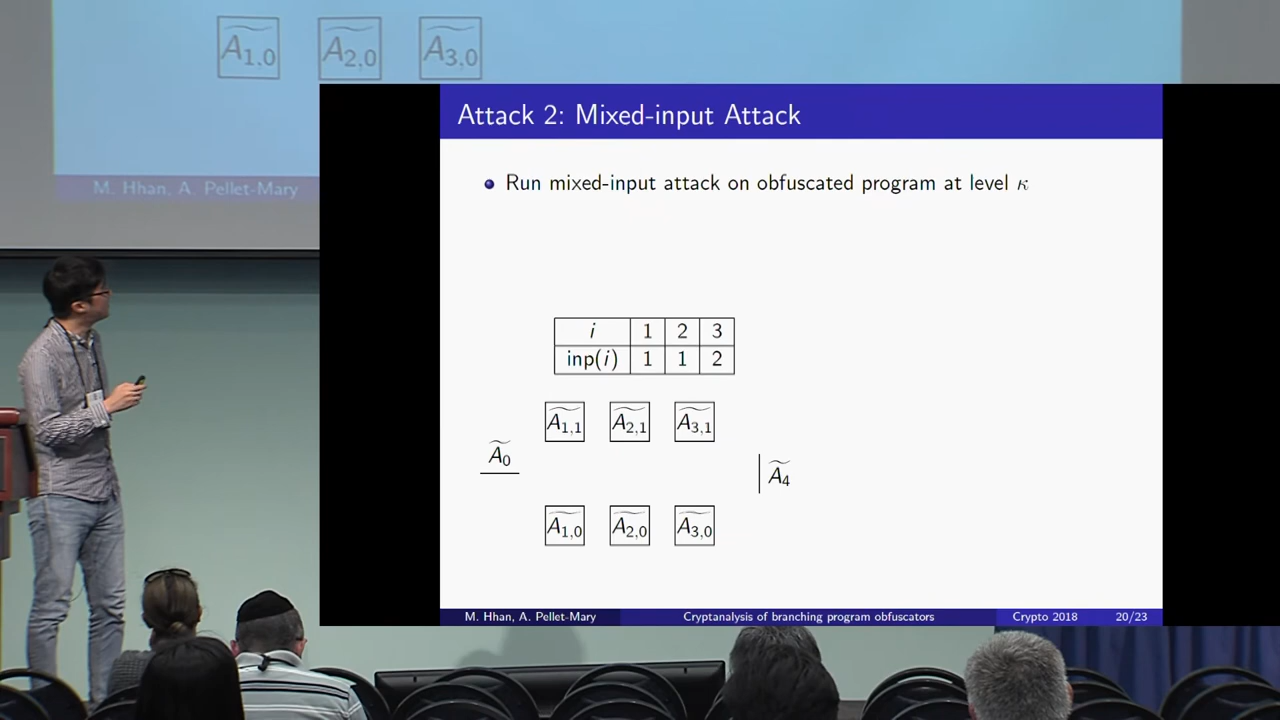 Ã1,0 Ã2,0 Ã3,0
M. Hhan, A. Pellet-Mary
Attack 2: Mixed-input Attack
Run mixed-input attack on obfuscated program at level κ
i 1 2 3
inp(i) 1 1 2
Ã1,1 Ã2,1 Ã3,1
Ã0
Ã4
Ã1,0 Ã2,0 Ã3,0
M. Hhan, A. Pellet-Mary Cryptanalysis of branching program obfuscators Crypto 2018 20/23